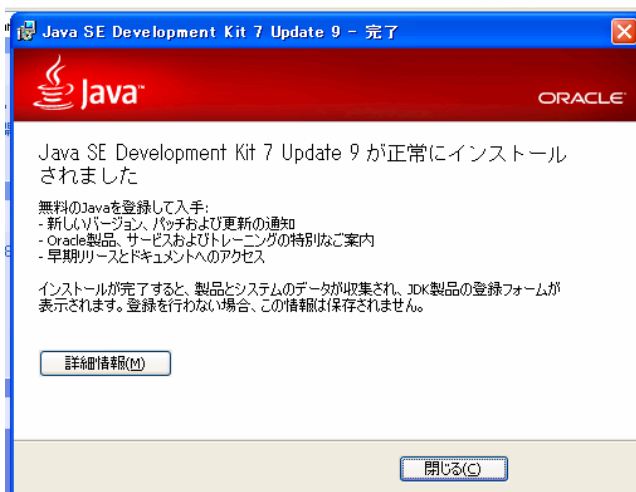 Java SE Development Kit 7 Update 9 - 完了
Java™
ORACLE
Java SE Development Kit 7 Update 9 が正常にインストール
されました
無料のJavaを登録して入手:
- 新しいバージョン、パッチおよび更新の通知
- Oracle製品、サービスおよびトレーニングの特別なご案内
- 早期リリースとドキュメントへのアクセス
インストールが完了すると、製品とシステムのデータが収集され、JDK製品の登録フォームが
表示されます。登録を行わない場合、この情報は保存されません。
詳細情報(M)
閉じる(C)